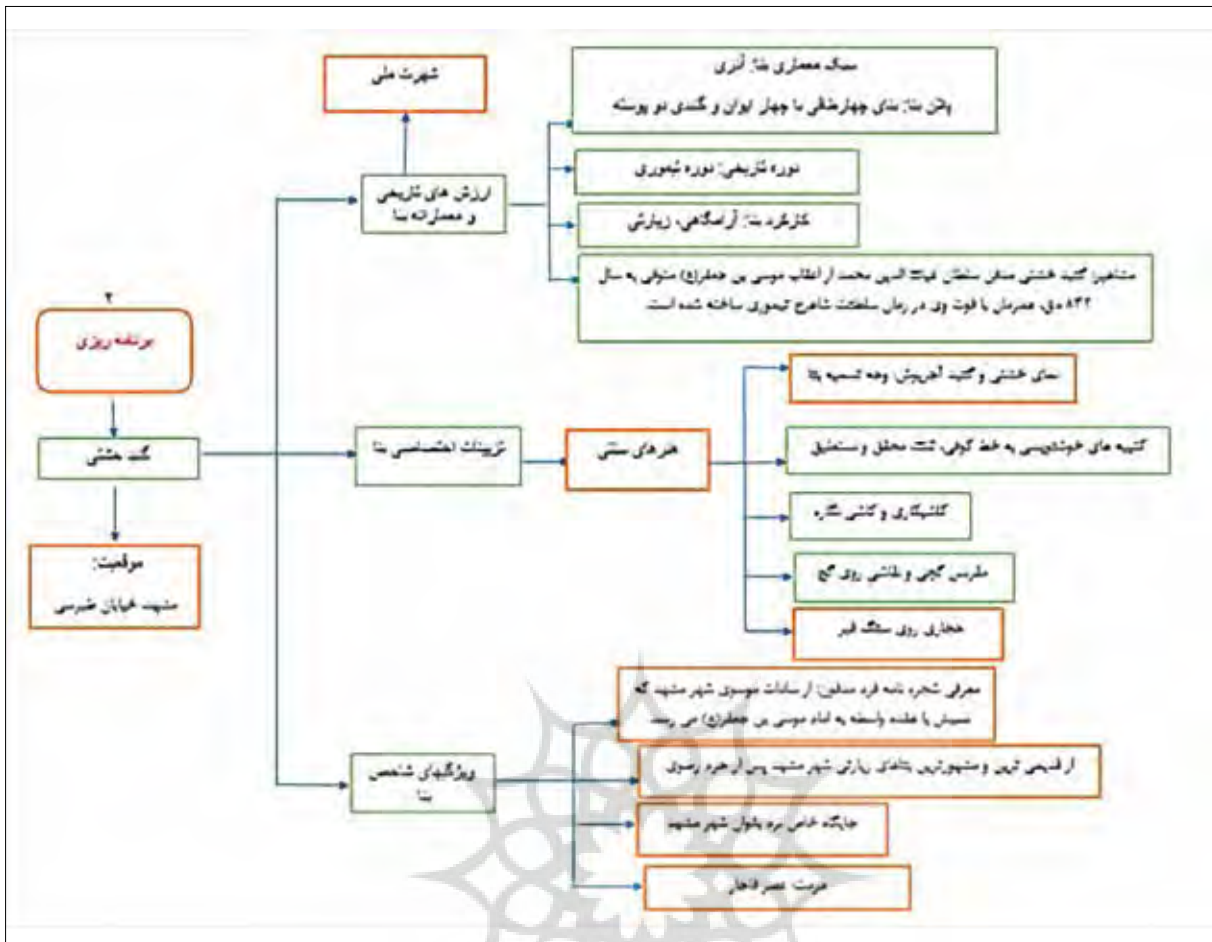 شهرت ملی
سبک معماری بنا: آذری
پلان بنا: بنای چهارطاقی با چهار ایوان و گنبدی دو پوسته
ارزش های تاریخی
و معمارانه بنا
دوره تاریخی: دوره تیموری
کارکرد بنا: آرامگاهی، زیارتی
مشاهیر: گنبد خشتی مدفن سلطان غیاث الدین محمد از اعقاب موسی بن جعفر(ع) متوفی به سال
۸۳۲ ه.ق، همزمان با فوت وی در زمان سلطنت شاهرخ تیموری ساخته شده است.
۲
برنامه ریزی
گنبد خشتی
موقعیت:
مشهد خیابان طبرسی
تزیینات اختصاصی بنا
هنرهای سنتی
نمای خشتی و گنبد آجرپوش، وجه تسمیه بنا
کتیبه های خوشنویسی به خط کوفی، ثلث، محقق و نستعلیق
کاشیکاری و کاشی نگاره
مقرنس گچی و نقاشی روی گچ
حجاری روی سنگ قبر
ویژگیهای شاخص
بنا
معرفی شجره نامه فرد مدفون: از سادات موسوی شهر مشهد که
نسبش با هفده واسطه به امام موسی بن جعفر(ع) می رسد.
از قدیمی ترین و مشهورترین بناهای زیارتی شهر مشهد پس از حرم رضوی
جایگاه خاص نزد بانوان شهر مشهد
مرمت عصر قاجار